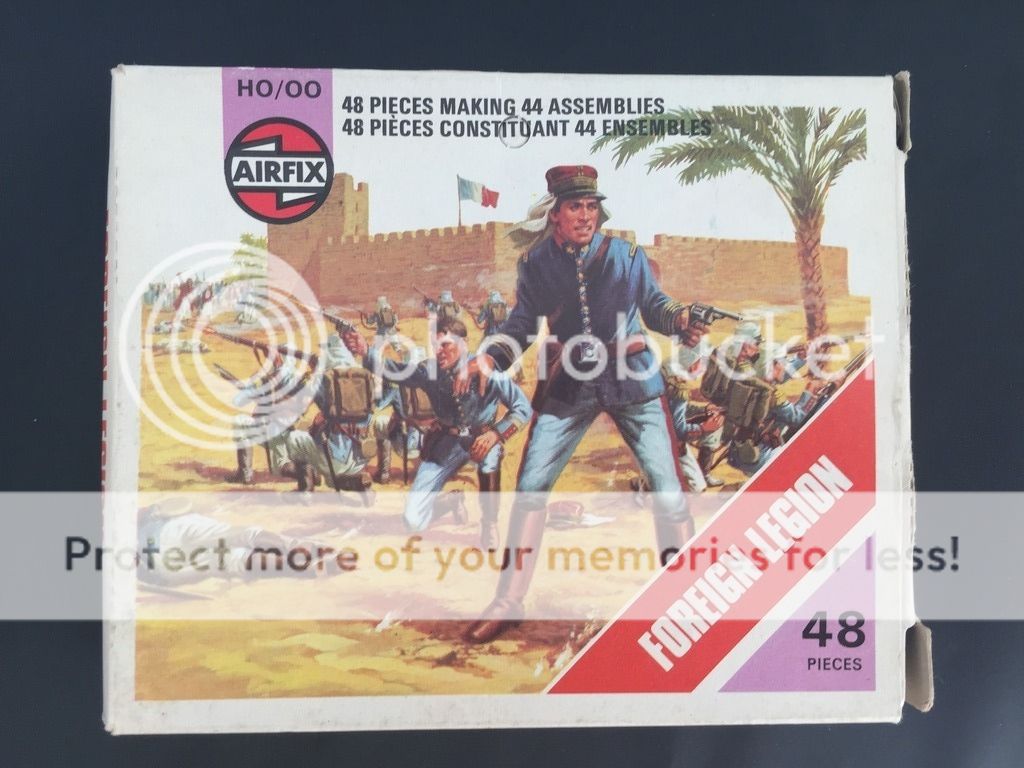 HO/OO
48 PIECES MAKING 44 ASSEMBLIES
48 PIÈCES CONSTITUANT 44 ENSEMBLES
AIRFIX
photobucket
Protect more of your memories for less!
FOREIGN LEGION
48
PIECES